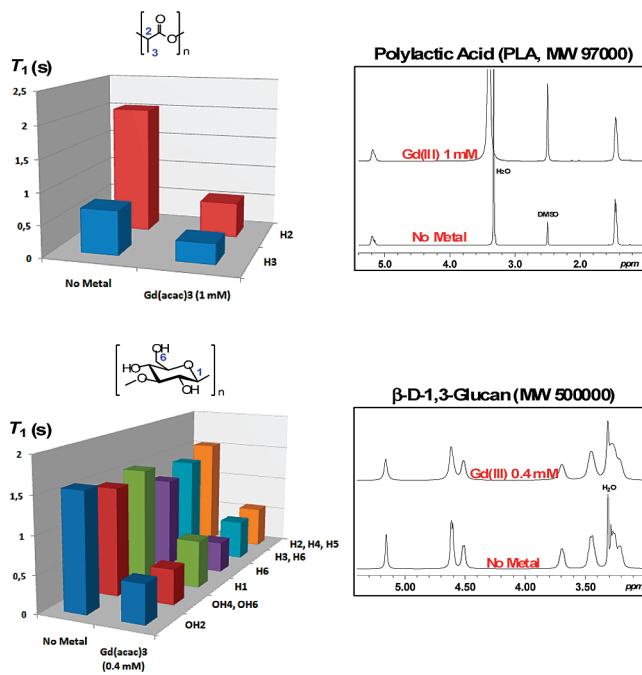 O
2
O
3
n
T1 (s)
2,5
2
1,5
1
0,5
0
H2
H3
No Metal
Gd(acac)3 (1 mM)
Polylactic Acid (PLA, MW 97000)
Gd(III) 1 mM
H2O
DMSO
No Metal
5.0 4.0 3.0 2.0 ppm
OH
6
HO
O
1
O
OH
n
T1 (s)
2
1,5
1
0,5
0
H2, H4, H5
H3, H6
H6
H1
OH4, OH6
OH2
No Metal
Gd(acac)3
(0.4 mM)
β-D-1,3-Glucan (MW 500000)
Gd(III) 0.4 mM
H2O
No Metal
5.00 4.50 4.00 3.50 ppm